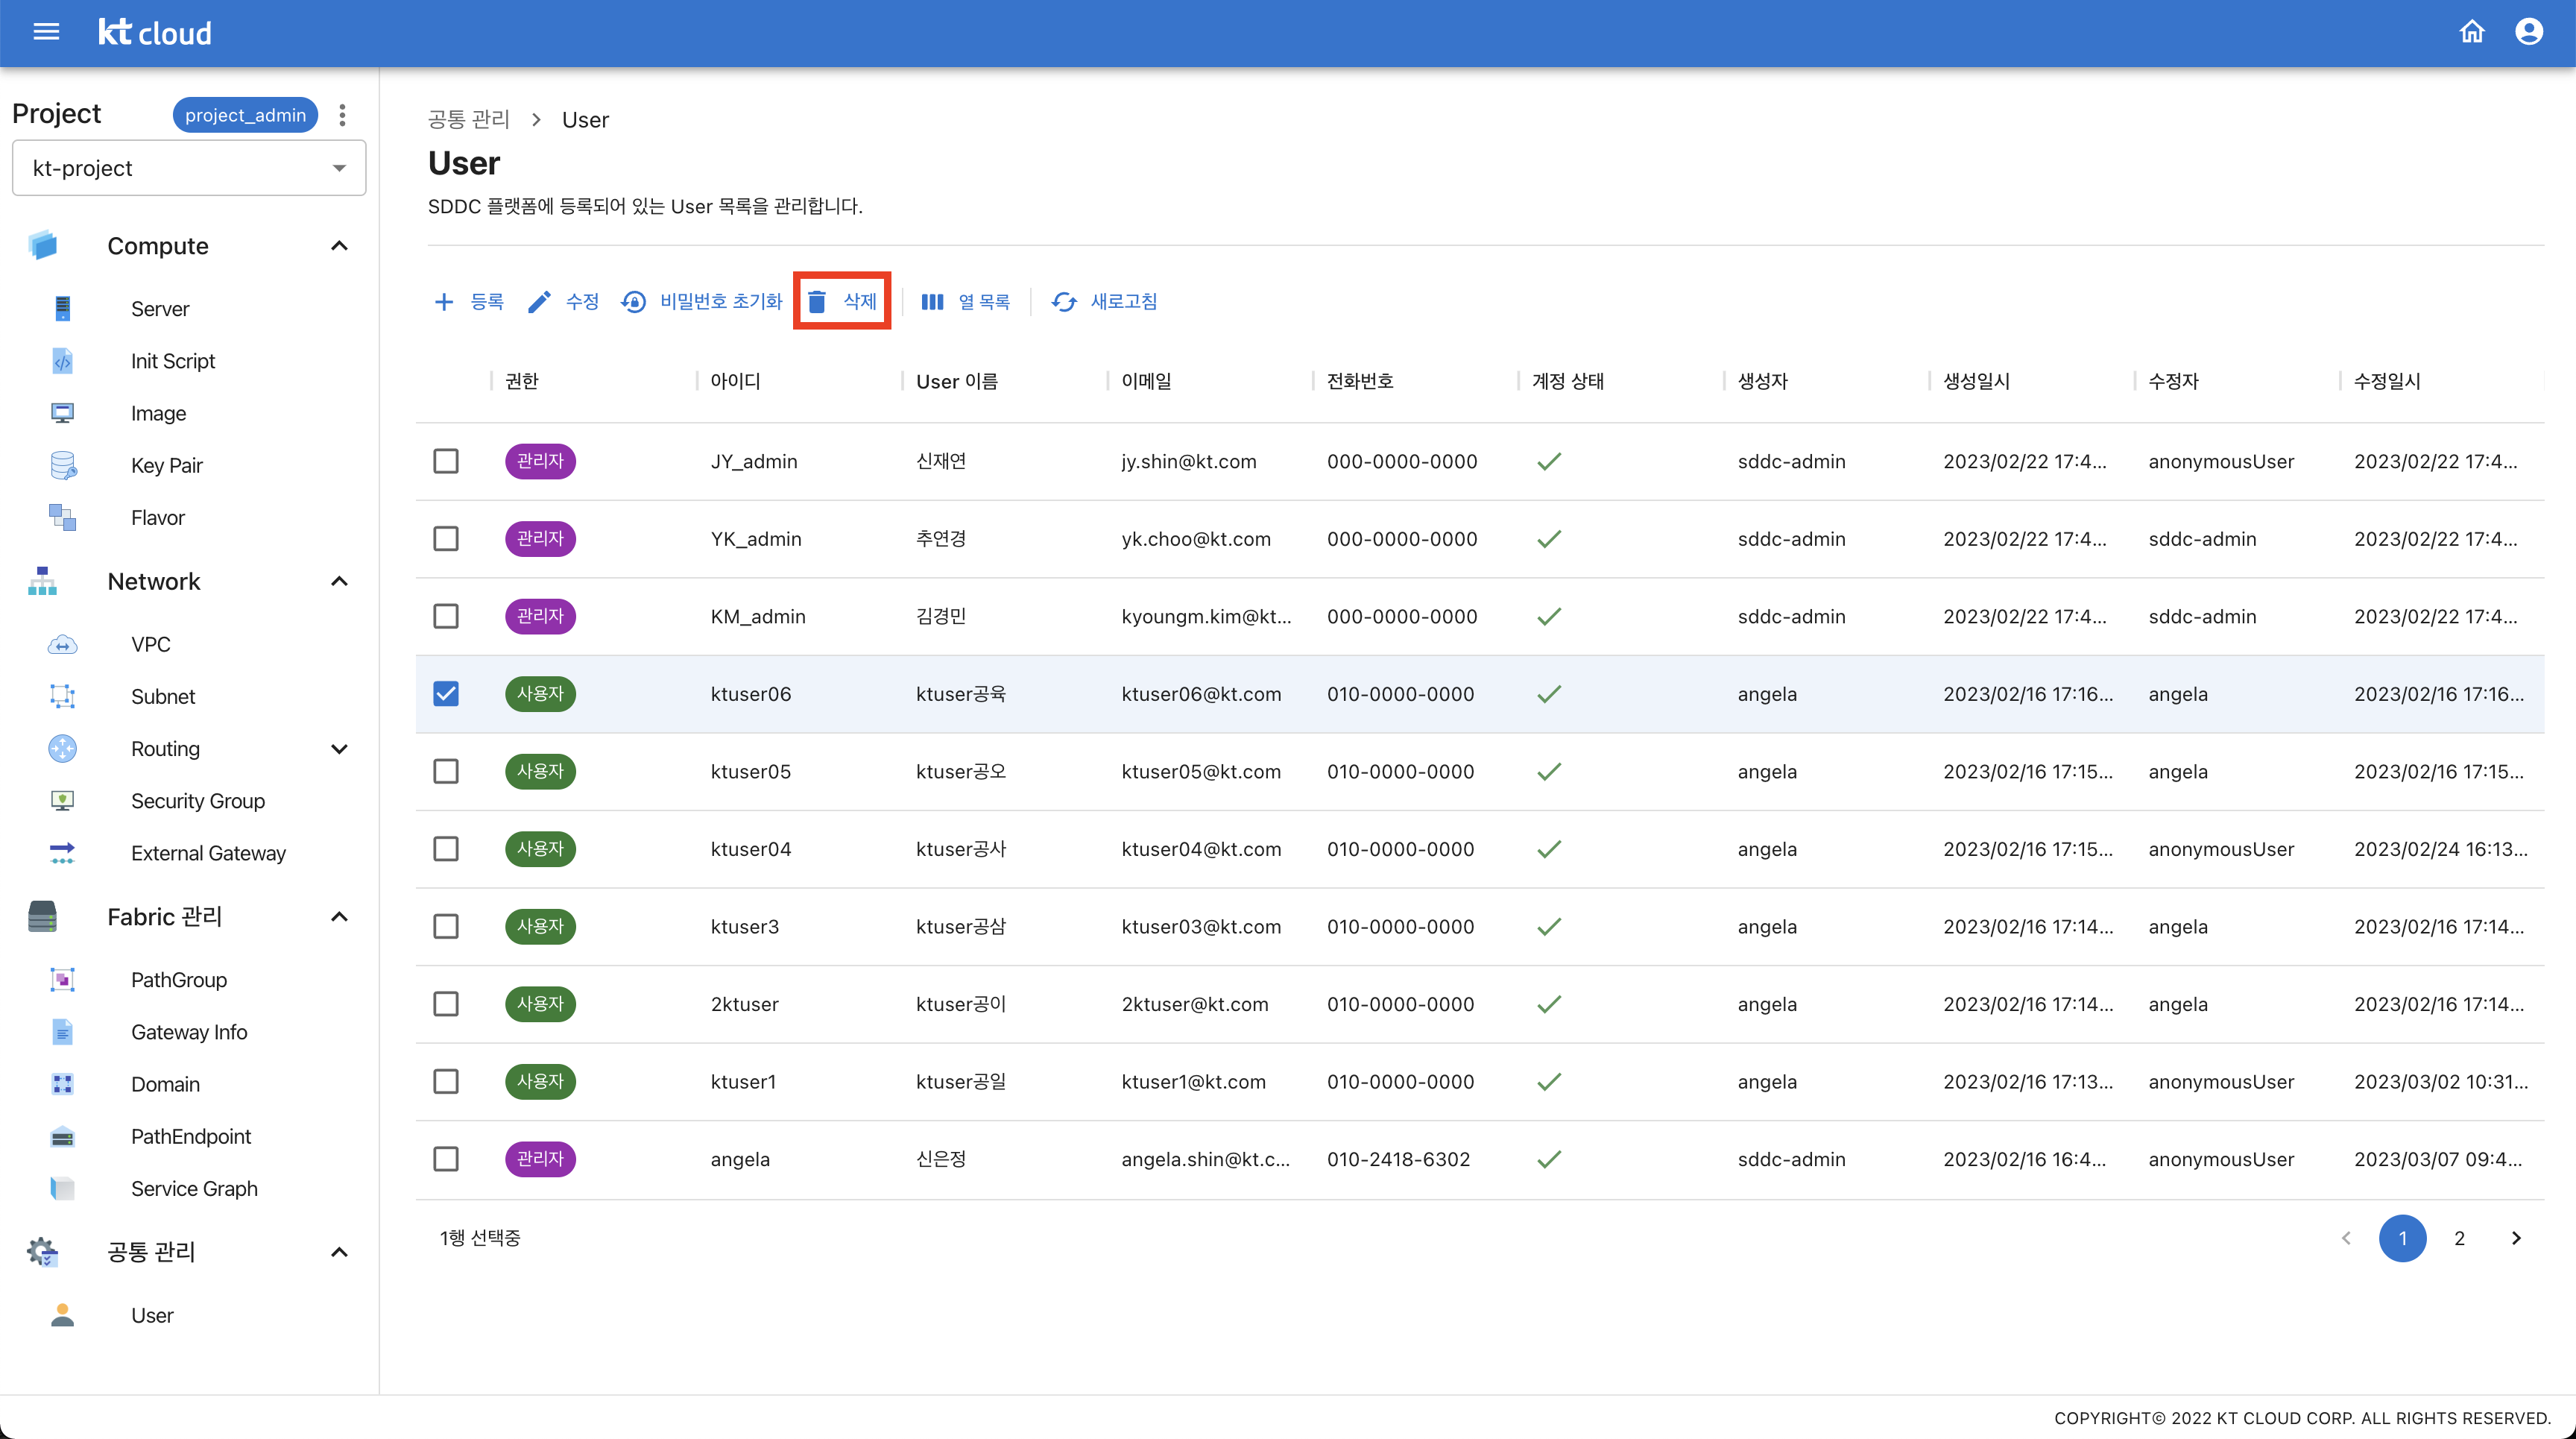 kt cloud
Project project_admin
kt-project
Compute
Server
Init Script
Image
Key Pair
Flavor
Network
VPC
Subnet
Routing
Security Group
External Gateway
Fabric 관리
PathGroup
Gateway Info
Domain
PathEndpoint
Service Graph
공통 관리
User
공통 관리 > User
User
SDDC 플랫폼에 등록되어 있는 User 목록을 관리합니다.
등록 수정 비밀번호 초기화 삭제 열 목록 새로고침
권한 아이디 User 이름 이메일 전화번호 계정 상태 생성자 생성일시 수정자 수정일시
관리자 JY_admin 신재연 jy.shin@kt.com 000-0000-0000 sddc-admin 2023/02/22 17:4... anonymousUser 2023/02/22 17:4...
관리자 YK_admin 추연경 yk.choo@kt.com 000-0000-0000 sddc-admin 2023/02/22 17:4... sddc-admin 2023/02/22 17:4...
관리자 KM_admin 김경민 kyoungm.kim@kt... 000-0000-0000 sddc-admin 2023/02/22 17:4... sddc-admin 2023/02/22 17:4...
사용자 ktuser06 ktuser공육 ktuser06@kt.com 010-0000-0000 angela 2023/02/16 17:16... angela 2023/02/16 17:16...
사용자 ktuser05 ktuser공오 ktuser05@kt.com 010-0000-0000 angela 2023/02/16 17:15... angela 2023/02/16 17:15...
사용자 ktuser04 ktuser공사 ktuser04@kt.com 010-0000-0000 angela 2023/02/16 17:15... anonymousUser 2023/02/24 16:13...
사용자 ktuser3 ktuser공삼 ktuser03@kt.com 010-0000-0000 angela 2023/02/16 17:14... angela 2023/02/16 17:14...
사용자 2ktuser ktuser공이 2ktuser@kt.com 010-0000-0000 angela 2023/02/16 17:14... angela 2023/02/16 17:14...
사용자 ktuser1 ktuser공일 ktuser1@kt.com 010-0000-0000 angela 2023/02/16 17:13... anonymousUser 2023/03/02 10:31...
관리자 angela 신은정 angela.shin@kt.c... 010-2418-6302 sddc-admin 2023/02/16 16:4... anonymousUser 2023/03/07 09:4...
1행 선택중 1 2
COPYRIGHT© 2022 KT CLOUD CORP. ALL RIGHTS RESERVED.